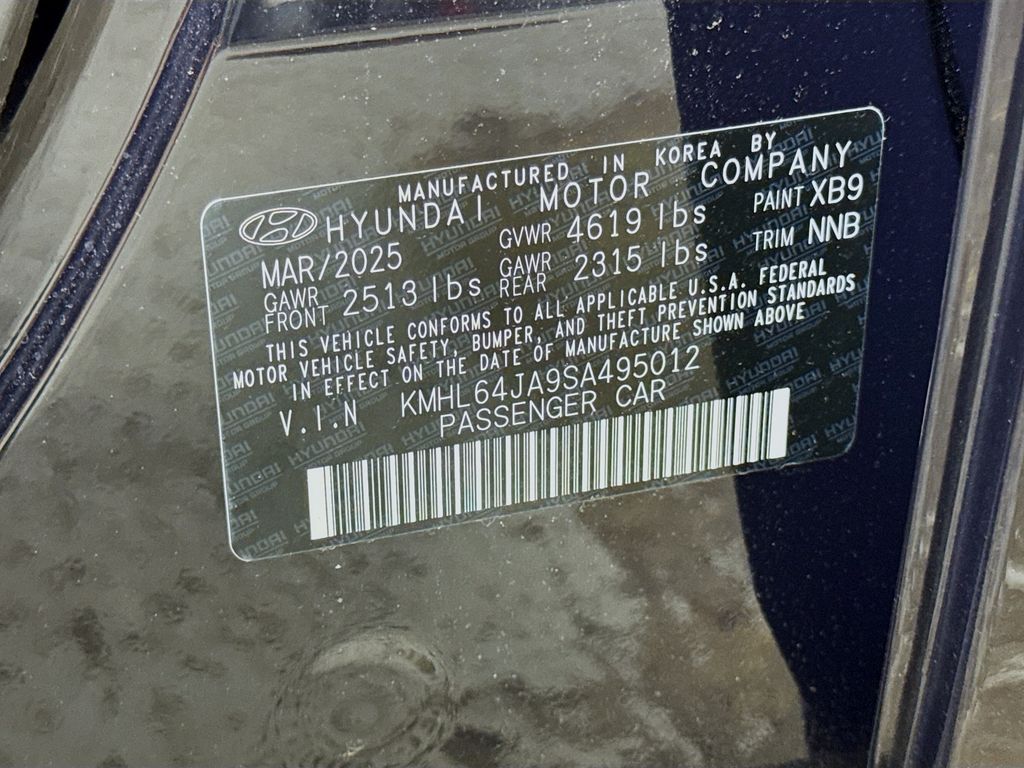 MANUFACTURED IN KOREA BY
HYUNDAI MOTOR COMPANY
MAR/2025 GVWR 4619 lbs PAINT XB9
GAWR FRONT 2513 lbs GAWR REAR 2315 lbs TRIM NNB
THIS VEHICLE CONFORMS TO ALL APPLICABLE U.S.A. FEDERAL
MOTOR VEHICLE SAFETY, BUMPER, AND THEFT PREVENTION STANDARDS
IN EFFECT ON THE DATE OF MANUFACTURE SHOWN ABOVE
V.I.N KMHL64JA9SA495012
PASSENGER CAR